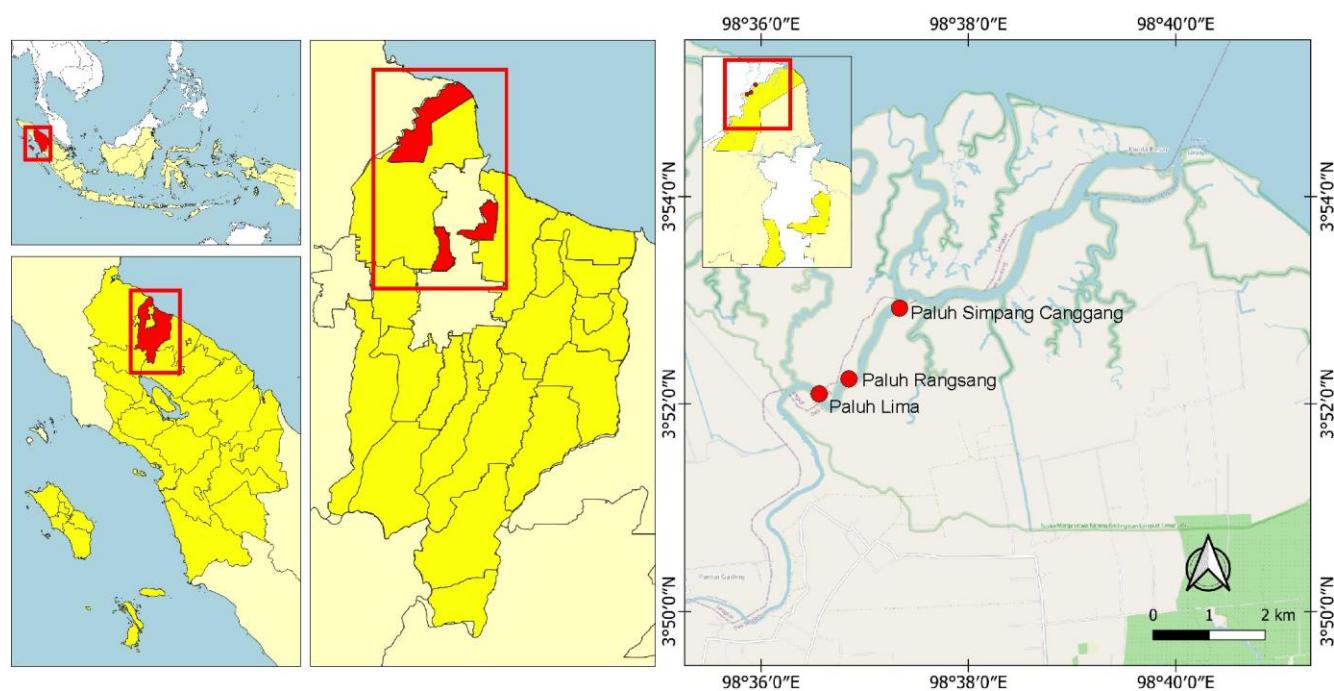 98°36′0″E 98°38′0″E 98°40′0″E
3°54′0″N 3°54′0″N
Paluh Simpang Canggang
Paluh Rangsang
Paluh Lima
3°52′0″N 3°52′0″N
Pantai Gading
0 1 2 km
3°50′0″N 3°50′0″N
98°36′0″E 98°38′0″E 98°40′0″E